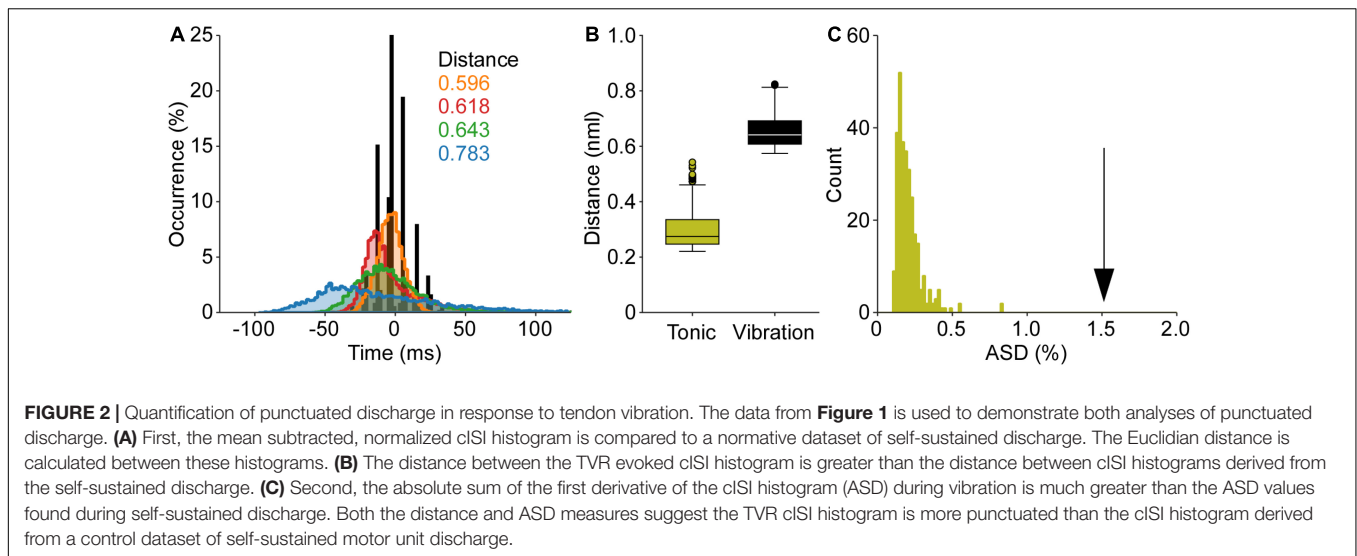 A
25
20
15
10
5
0
Occurrence (%)
-100
-50
0
50
100
Time (ms)
Distance
0.596
0.618
0.643
0.783
B
1.0
0.8
0.6
0.4
0.2
0
Distance (nml)
Tonic
Vibration
C
60
40
20
0
Count
0
0.5
1.0
1.5
2.0
ASD (%)
FIGURE 2 | Quantification of punctuated discharge in response to tendon vibration. The data from Figure 1 is used to demonstrate both analyses of punctuated
discharge. (A) First, the mean subtracted, normalized cISI histogram is compared to a normative dataset of self-sustained discharge. The Euclidian distance is
calculated between these histograms. (B) The distance between the TVR evoked cISI histogram is greater than the distance between cISI histograms derived from
the self-sustained discharge. (C) Second, the absolute sum of the first derivative of the cISI histogram (ASD) during vibration is much greater than the ASD values
found during self-sustained discharge. Both the distance and ASD measures suggest the TVR cISI histogram is more punctuated than the cISI histogram derived
from a control dataset of self-sustained motor unit discharge.